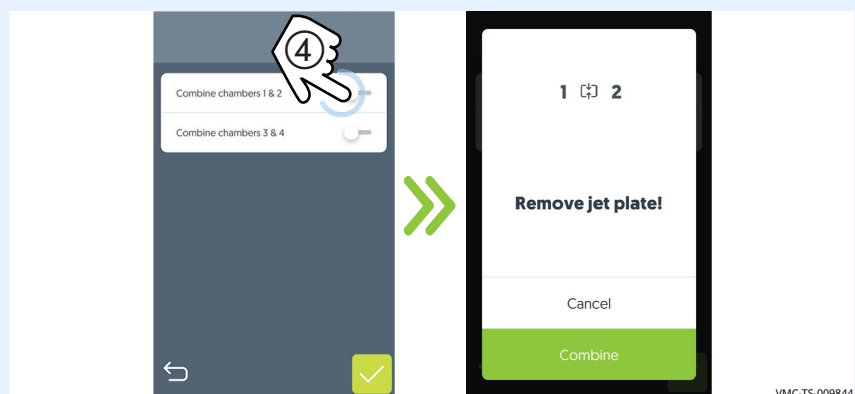 4
Combine chambers 1 & 2
Combine chambers 3 & 4
1 2
Remove jet plate!
Cancel
Combine
VMC-TS-009844